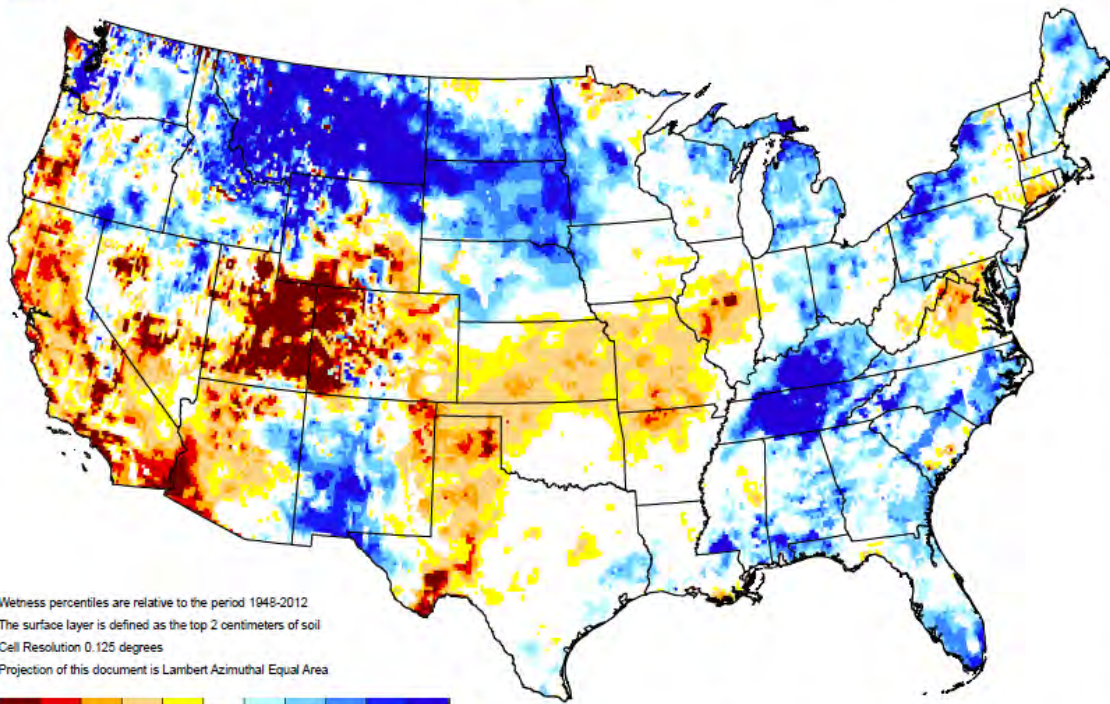 Wetness percentiles are relative to the period 1948-2012
The surface layer is defined as the top 2 centimeters of soil
Cell Resolution 0.125 degrees
Projection of this document is Lambert Azimuthal Equal Area